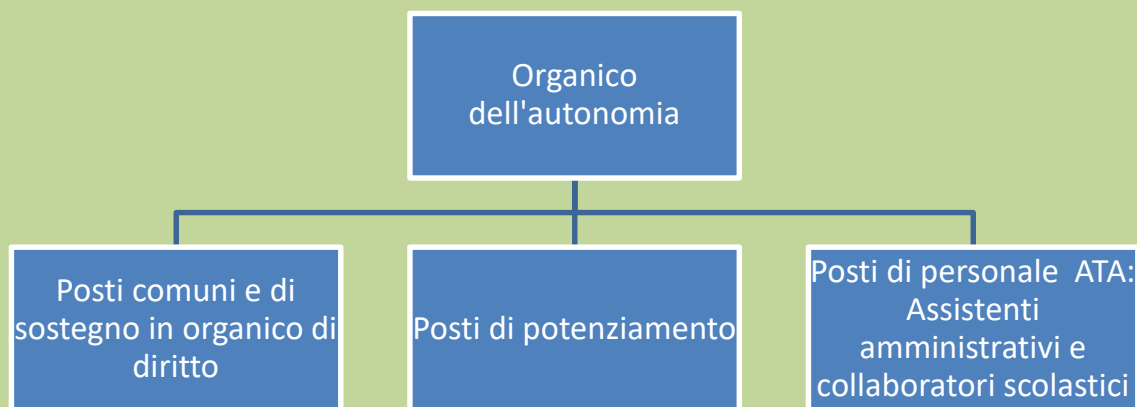 Organico
dell'autonomia
Posti comuni e di
sostegno in organico di
diritto
Posti di potenziamento
Posti di personale  ATA:
Assistenti
amministrativi e
collaboratori scolastici